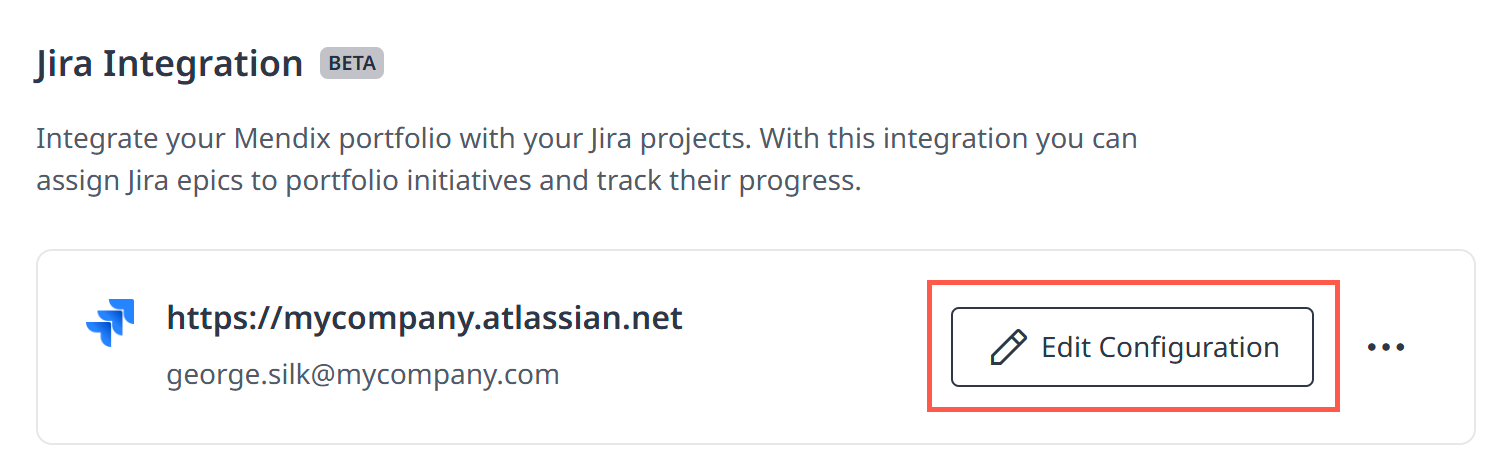 Jira Integration BETA
Integrate your Mendix portfolio with your Jira projects. With this integration you can
assign Jira epics to portfolio initiatives and track their progress.
https://mycompany.atlassian.net
george.silk@mycompany.com
Edit Configuration